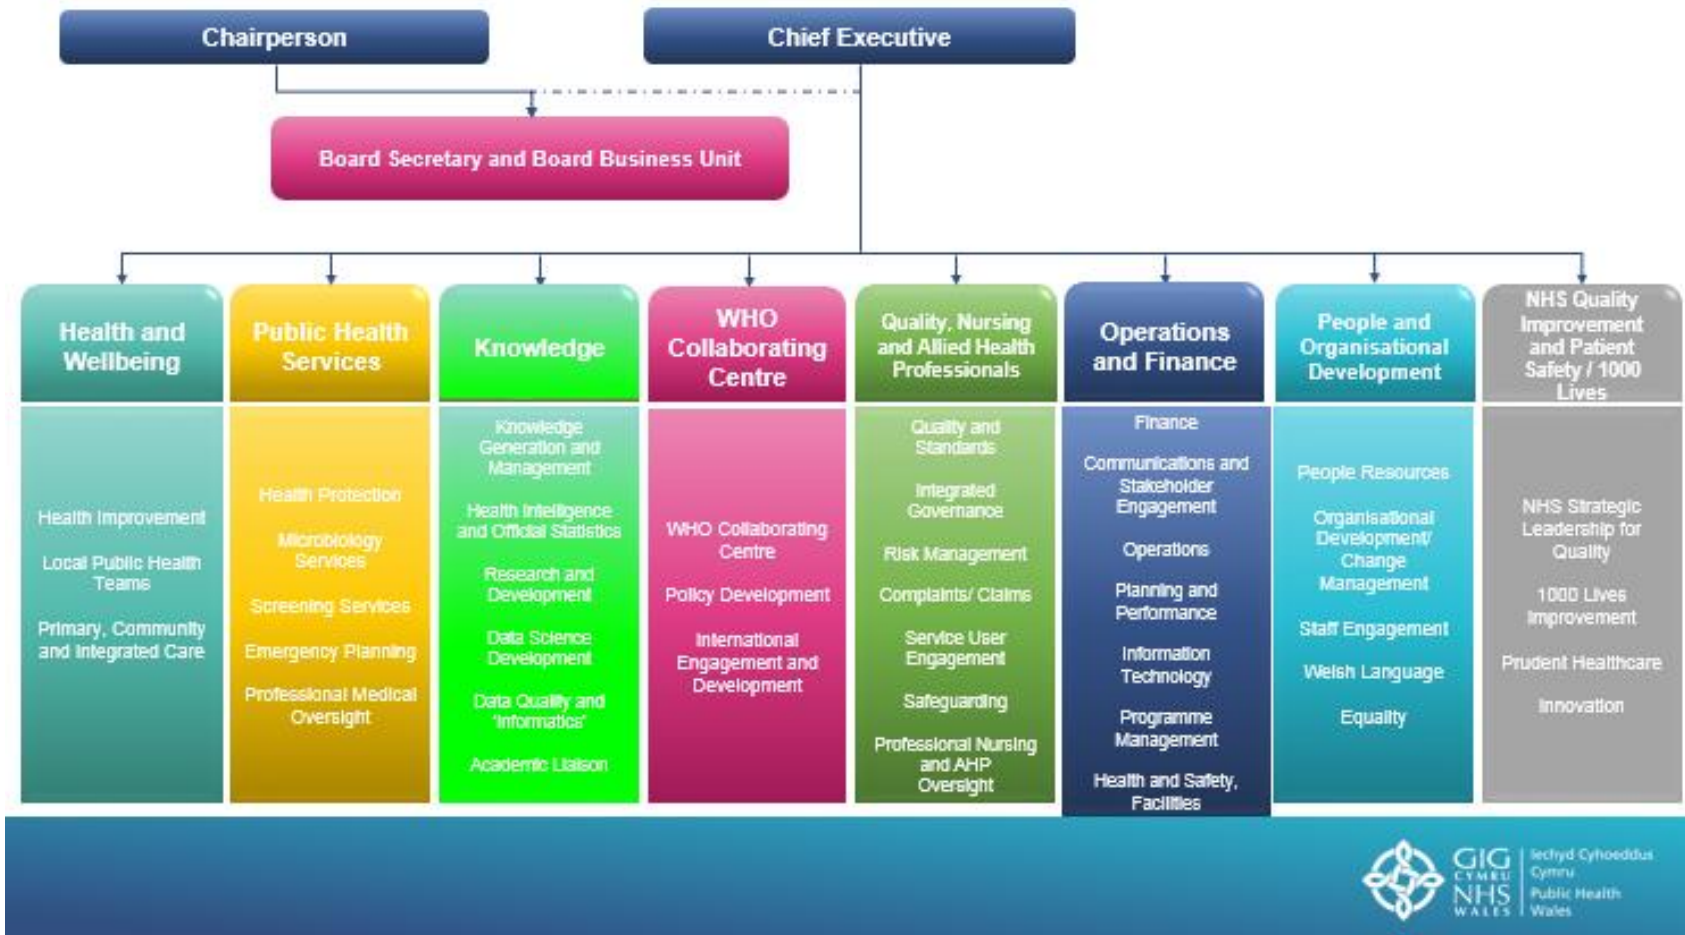 Chairperson
Chief Executive
Board Secretary and Board Business Unit
Health and
Wellbeing
Health Improvement
Local Public Health
Teams
Primary, Community
and Integrated Care
Public Health
Services
Health Protection
Microbiology
Services
Screening Services
Emergency Planning
Professional Medical
Oversight
Knowledge
Knowledge
Generation and
Management
Health Intelligence
and Official Statistics
Research and
Development
Data Science
Development
Data Quality and
'Informatics'
Academic Liaison
WHO
Collaborating
Centre
WHO Collaborating
Centre
Policy Development
International
Engagement and
Development
Quality, Nursing
and Allied Health
Professionals
Quality and
Standards
Integrated
Governance
Risk Management
Complaints/ Claims
Service User
Engagement
Safeguarding
Professional Nursing
and AHP
Oversight
Operations
and Finance
Finance
Communications and
Stakeholder
Engagement
Operations
Planning and
Performance
Information
Technology
Programme
Management
Health and Safety,
Facilities
People and
Organisational
Development
People Resources
Organisational
Development/
Change
Management
Staff Engagement
Welsh Language
Equality
NHS Quality
Improvement
and Patient
Safety / 1000
Lives
NHS Strategic
Leadership for
Quality
1000 Lives
Improvement
Prudent Healthcare
Innovation
GIG
CYMRU
NHS
WALES
Iechyd Cyhoeddus
Cymru
Public Health
Wales